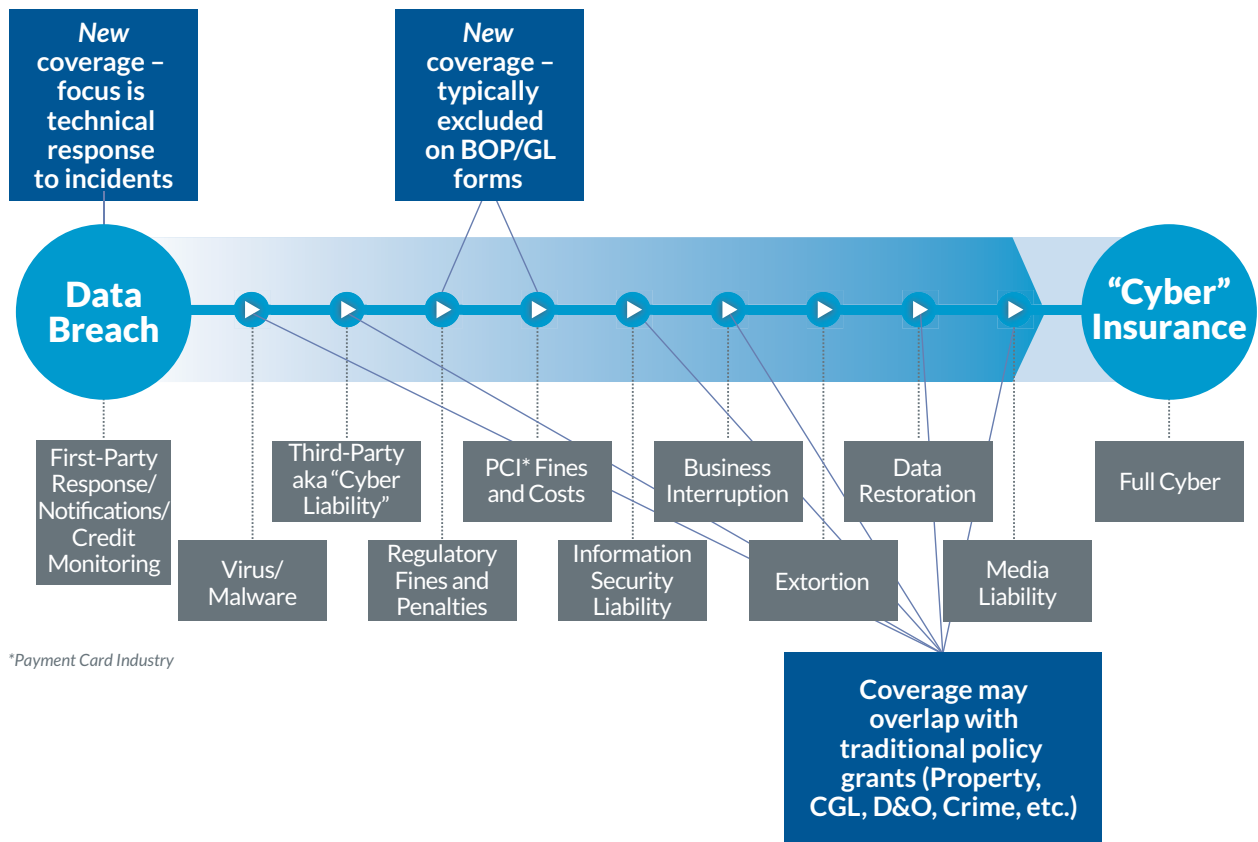 New
coverage –
focus is
technical
response
to incidents
New
coverage –
typically
excluded
on BOP/GL
forms
Data
Breach
“Cyber”
Insurance
First-Party
Response/
Notifications/
Credit
Monitoring
Virus/
Malware
Third-Party
aka “Cyber
Liability”
Regulatory
Fines and
Penalties
PCI* Fines
and Costs
Information
Security
Liability
Business
Interruption
Extortion
Data
Restoration
Media
Liability
Full Cyber
*Payment Card Industry
Coverage may
overlap with
traditional policy
grants (Property,
CGL, D&O, Crime, etc.)